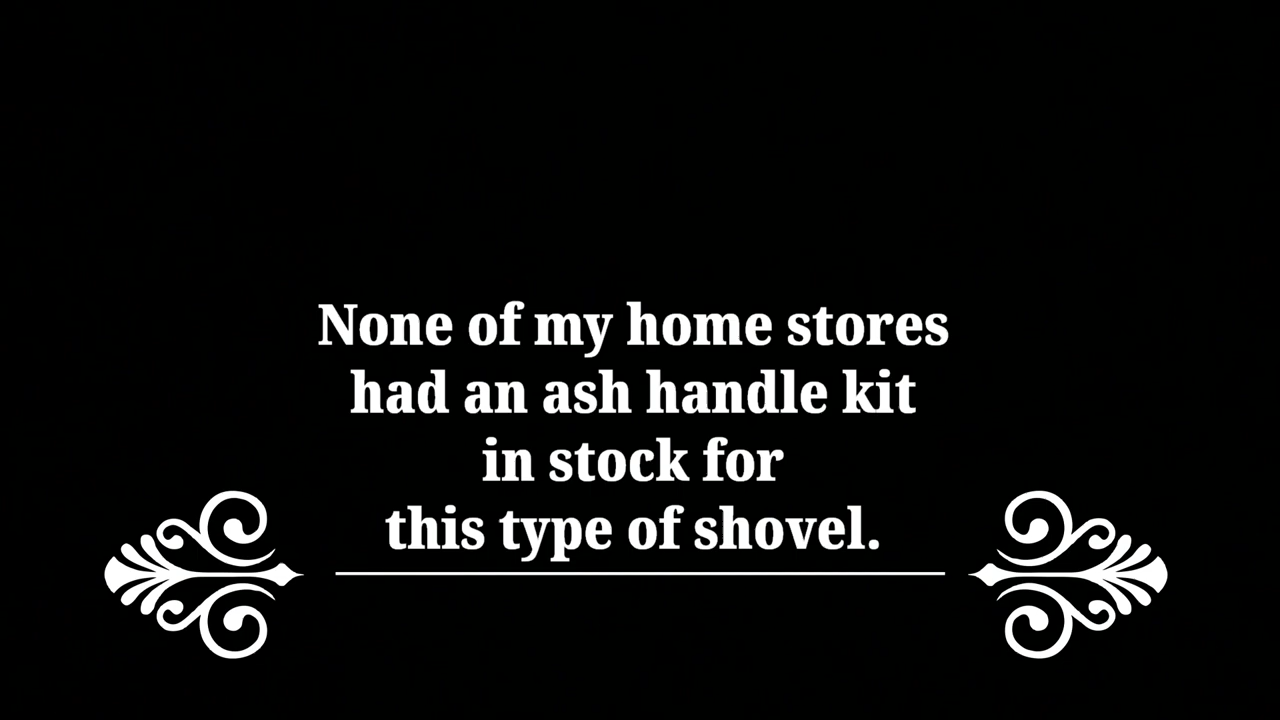 None of my home stores
had an ash handle kit
in stock for
this type of shovel.